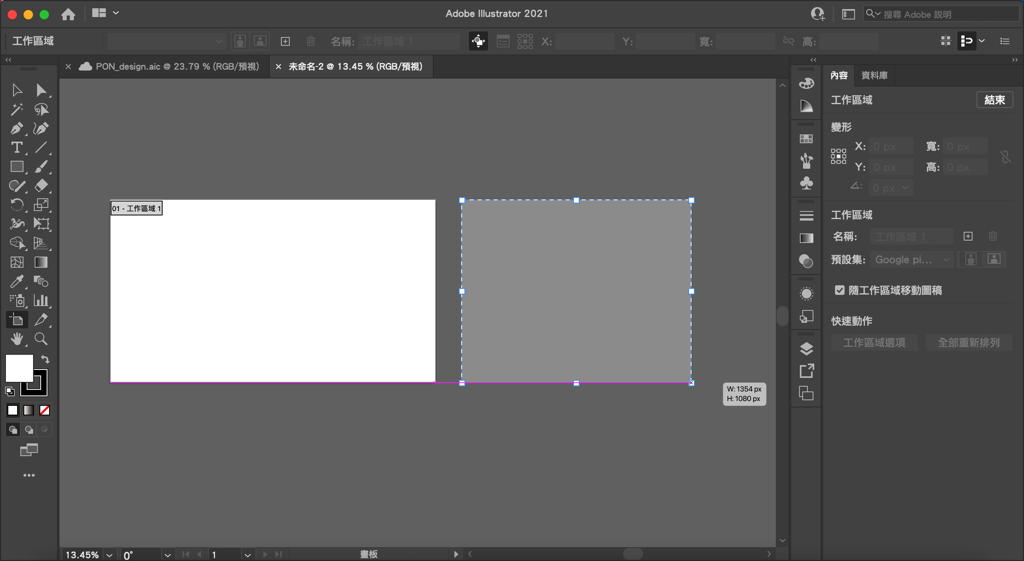 Adobe Illustrator 2021
搜尋 Adobe 說明
工作區域
名稱: 工作區域 1
X:
Y:
寬:
高:
× PON_design.aic @ 23.79 % (RGB/預視)
× 未命名-2 @ 13.45 % (RGB/預視)
01 - 工作區域 1
W: 1354 px
H: 1080 px
內容 資料庫
工作區域
結束
變形
X: 0 px 寬: 0 px
Y: 0 px 高: 0 px
0 px
工作區域
名稱: 工作區域 1
預設集: Google pi...
隨工作區域移動圖稿
快速動作
工作區域選項 全部重新排列
13.45% 0° 1 畫板